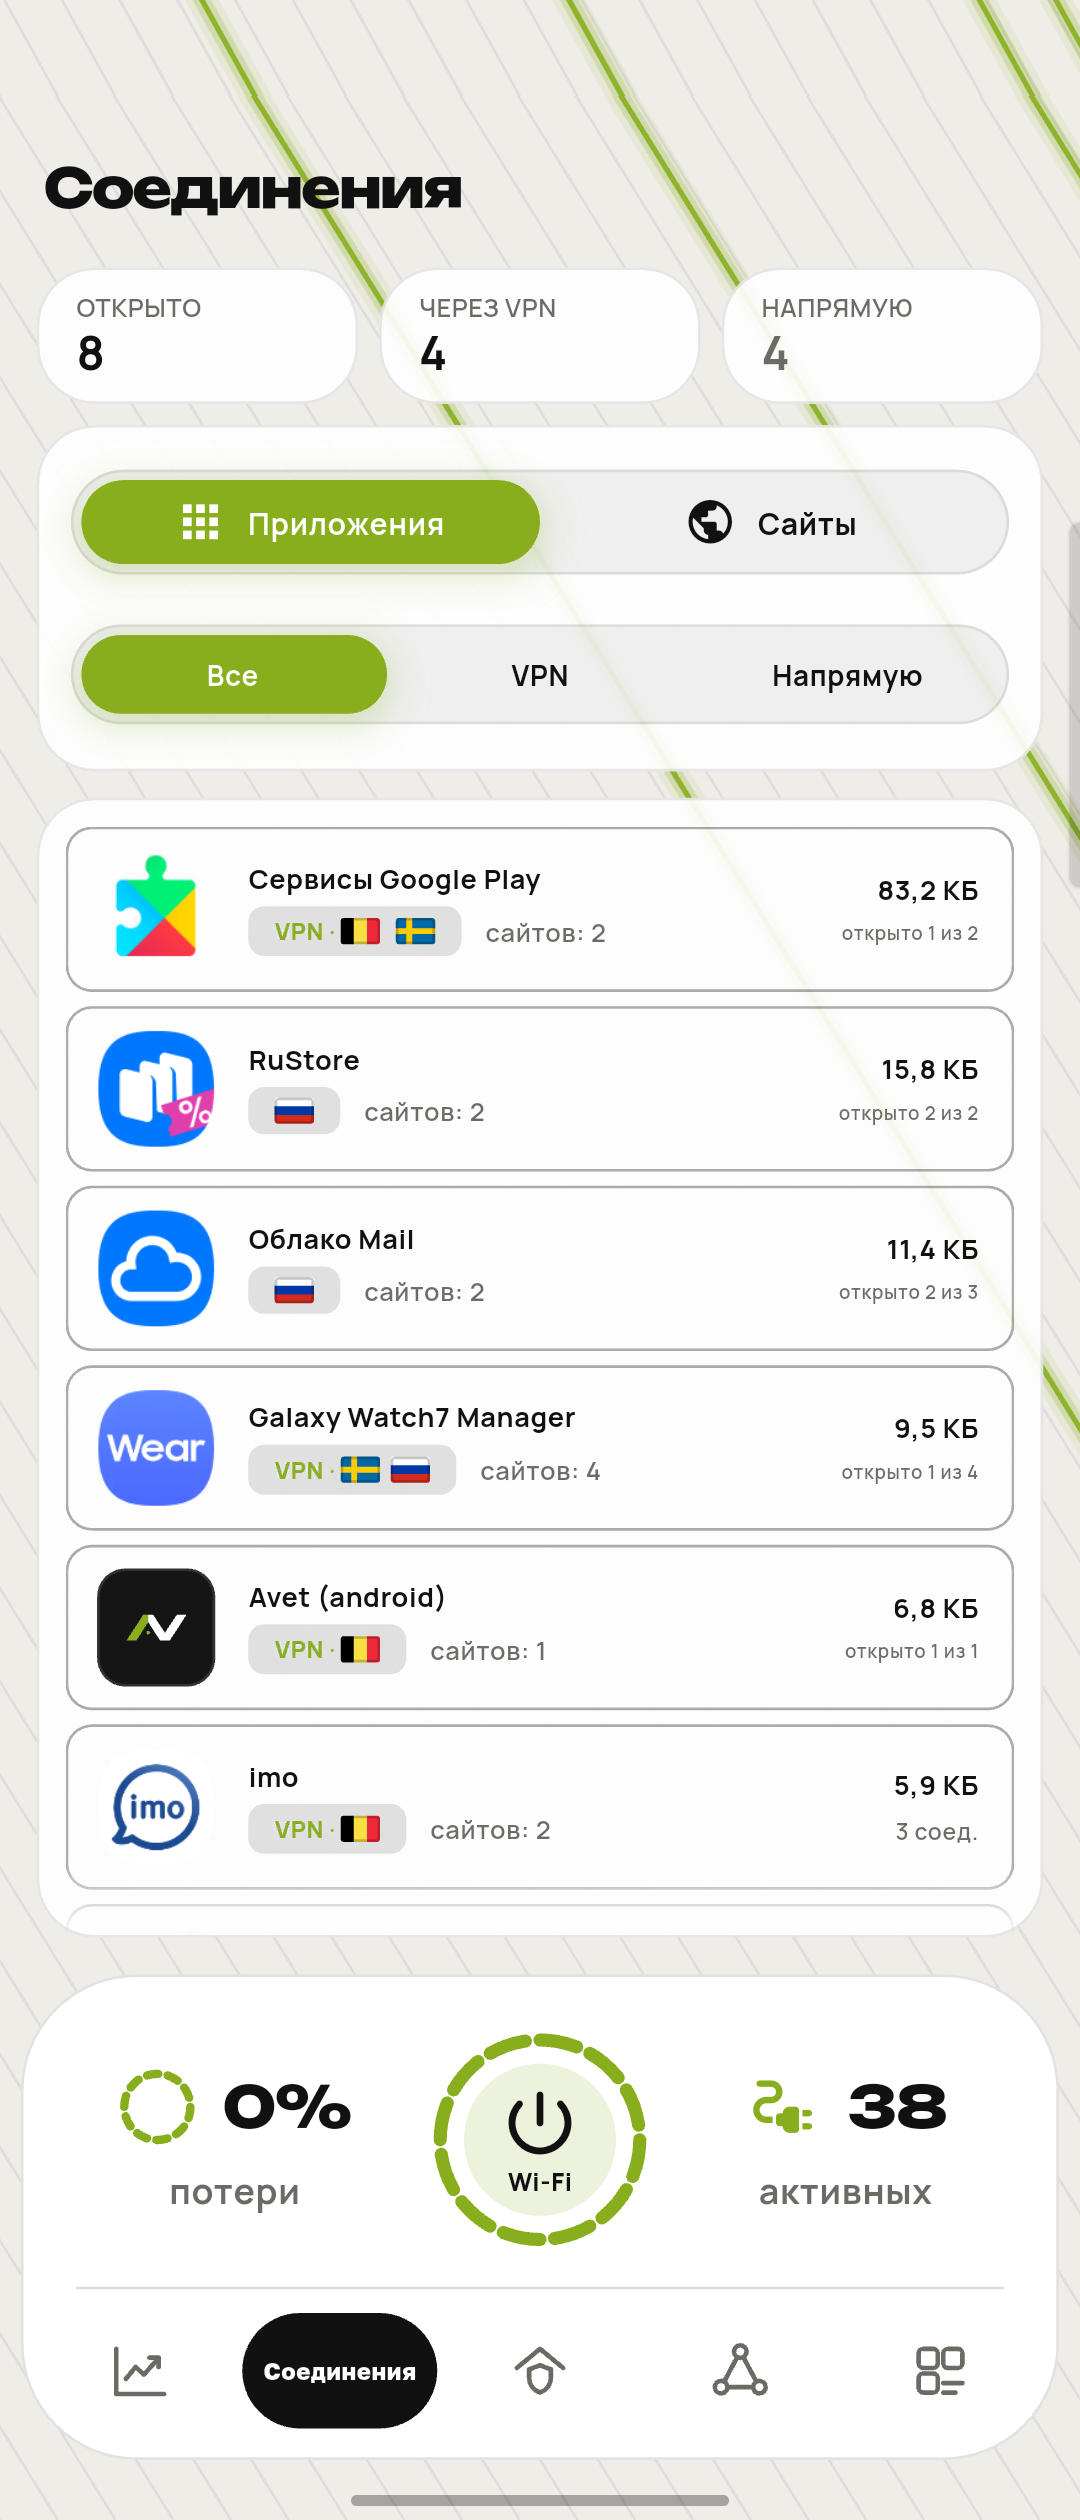 Соединения
ОТКРЫТО
8
ЧЕРЕЗ VPN
4
НАПРЯМУЮ
4
Приложения
Сайты
Все
VPN
Напрямую
Сервисы Google Play
VPN ·
сайтов: 2
83,2 КБ
открыто 1 из 2
%
RuStore
сайтов: 2
15,8 КБ
открыто 2 из 2
Облако Mail
сайтов: 2
11,4 КБ
открыто 2 из 3
Wear
Galaxy Watch7 Manager
VPN ·
сайтов: 4
9,5 КБ
открыто 1 из 4
AV
Avet (android)
VPN ·
сайтов: 1
6,8 КБ
открыто 1 из 1
imo
imo
VPN ·
сайтов: 2
5,9 КБ
3 соед.
0%
потери
Wi-Fi
38
активных
Соединения